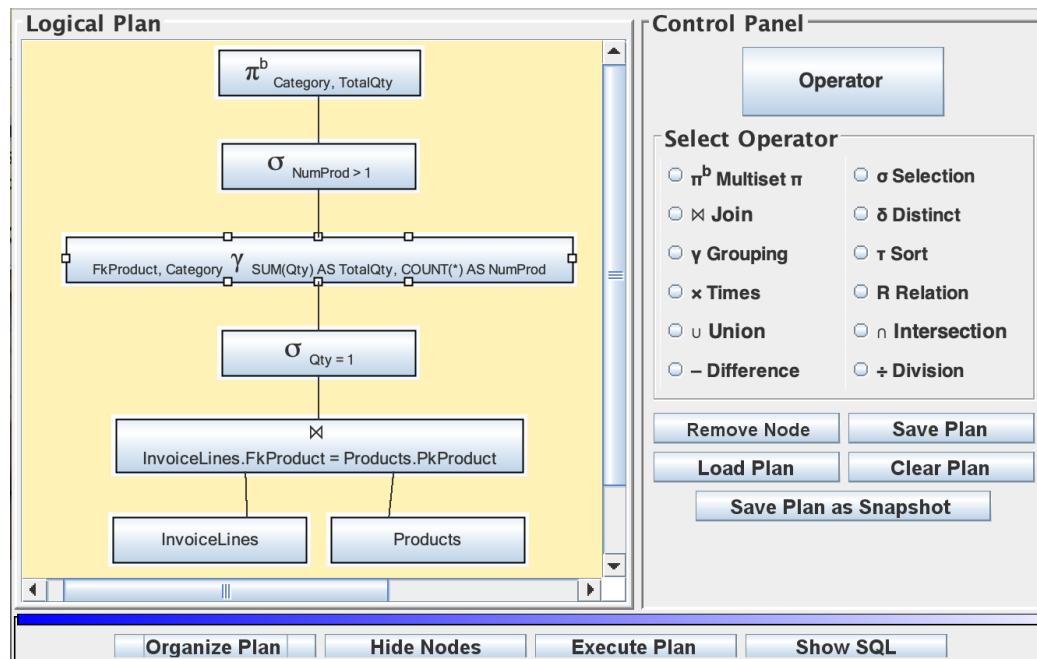 Logical Plan
π^b Category, TotalQty
σ NumProd > 1
FkProduct, Category γ SUM(Qty) AS TotalQty, COUNT(*) AS NumProd
σ Qty = 1
⋈
InvoiceLines.FkProduct = Products.PkProduct
InvoiceLines
Products
Control Panel
Operator
Select Operator
π^b Multiset π
σ Selection
⋈ Join
δ Distinct
γ Grouping
τ Sort
× Times
R Relation
∪ Union
∩ Intersection
− Difference
÷ Division
Remove Node
Save Plan
Load Plan
Clear Plan
Save Plan as Snapshot
Organize Plan
Hide Nodes
Execute Plan
Show SQL